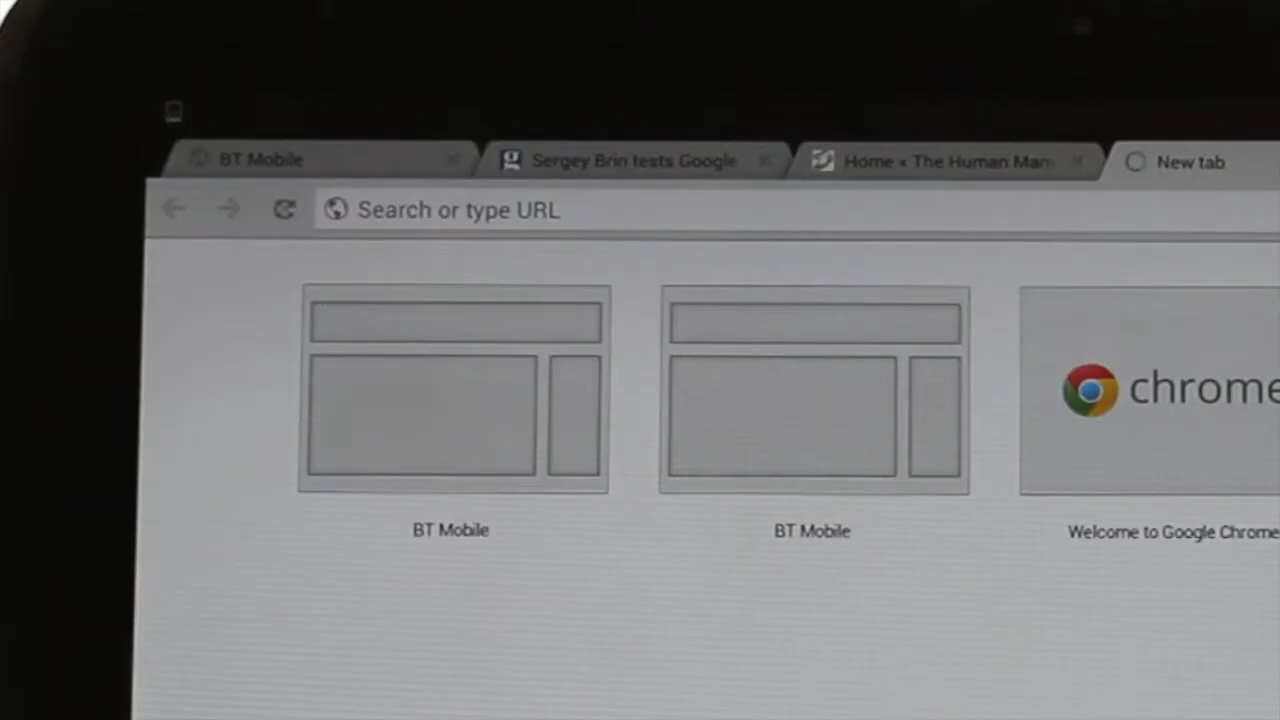 BT Mobile
Sergey Brin tests Google
Home « The Human Man
New tab
Search or type URL
chrome
BT Mobile
BT Mobile
Welcome to Google Chrome